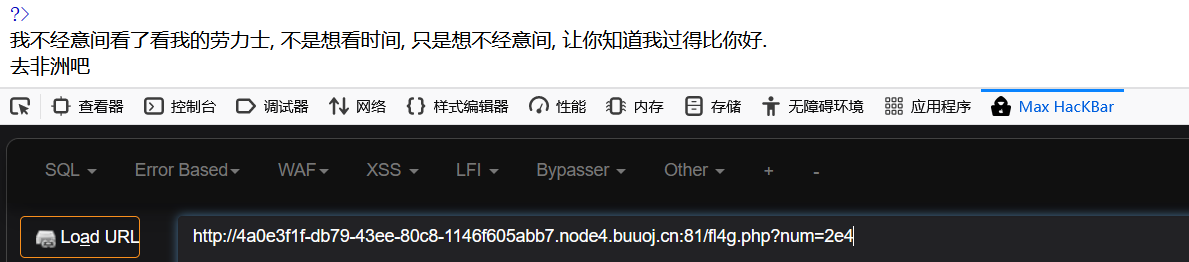 ?>
我不经意间看了看我的劳力士, 不是想看时间, 只是想不经意间, 让你知道我过得比你好.
去非洲吧
查看器 控制台 调试器 网络 样式编辑器 性能 内存 存储 无障碍环境 应用程序 Max HacKBar
SQL Error Based WAF XSS LFI Bypasser Other + -
Load URL http://4a0e3f1f-db79-43ee-80c8-1146f605abb7.node4.buuoj.cn:81/fl4g.php?num=2e4